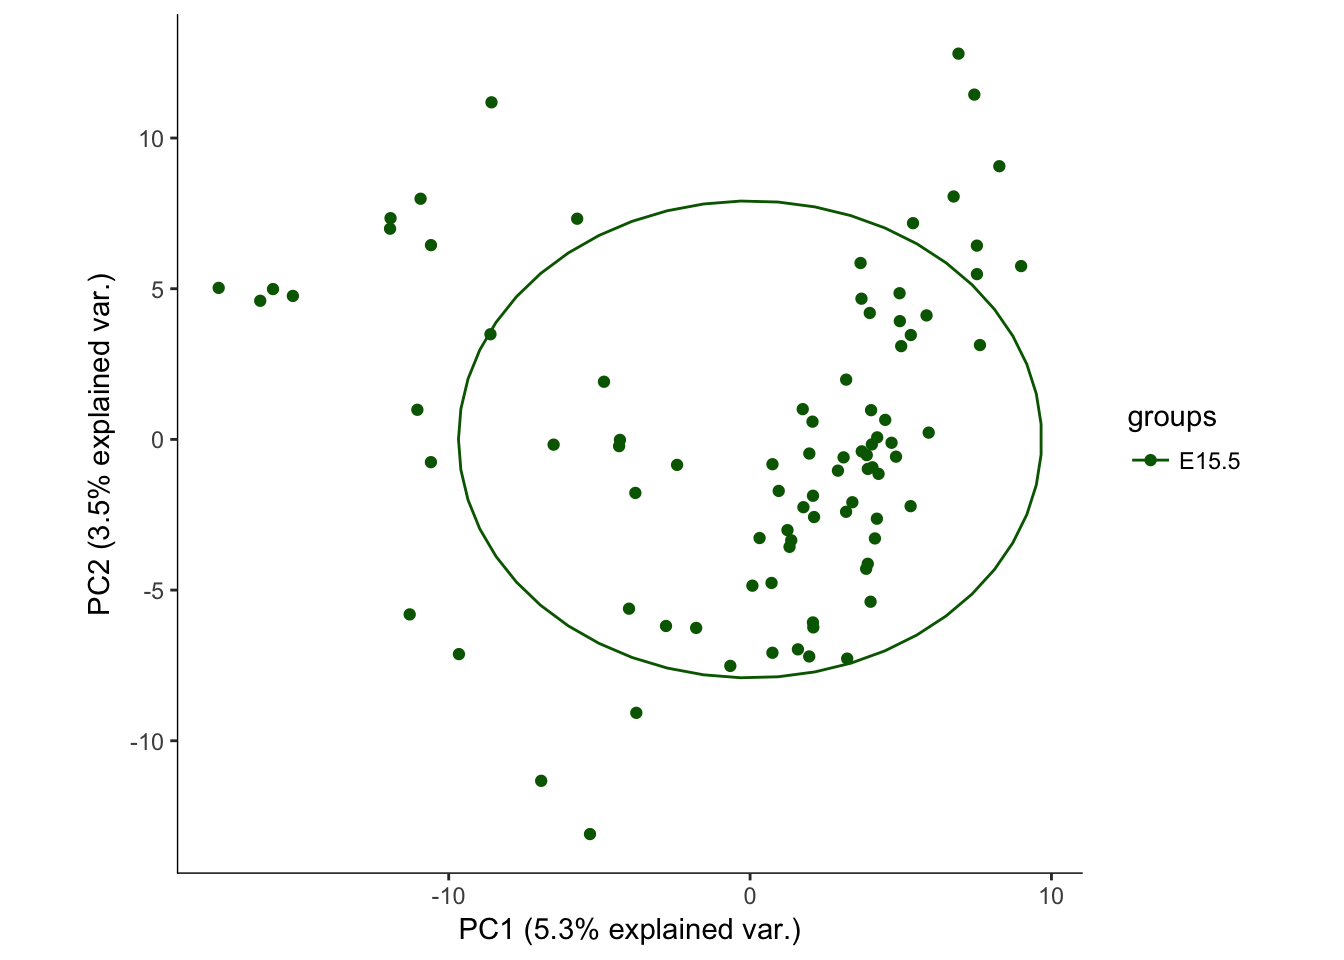 10
5
0
-5
-10
PC2 (3.5% explained var.)
-10
0
10
PC1 (5.3% explained var.)
groups
E15.5